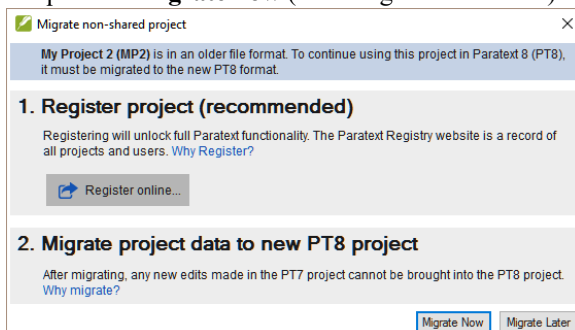 Migrate non-shared project
My Project 2 (MP2) is in an older file format. To continue using this project in Paratext 8 (PT8),
it must be migrated to the new PT8 format.
1. Register project (recommended)
Registering will unlock full Paratext functionality. The Paratext Registry website is a record of
all projects and users. Why Register?
Register online...
2. Migrate project data to new PT8 project
After migrating, any new edits made in the PT7 project cannot be brought into the PT8 project.
Why migrate?
Migrate Now Migrate Later